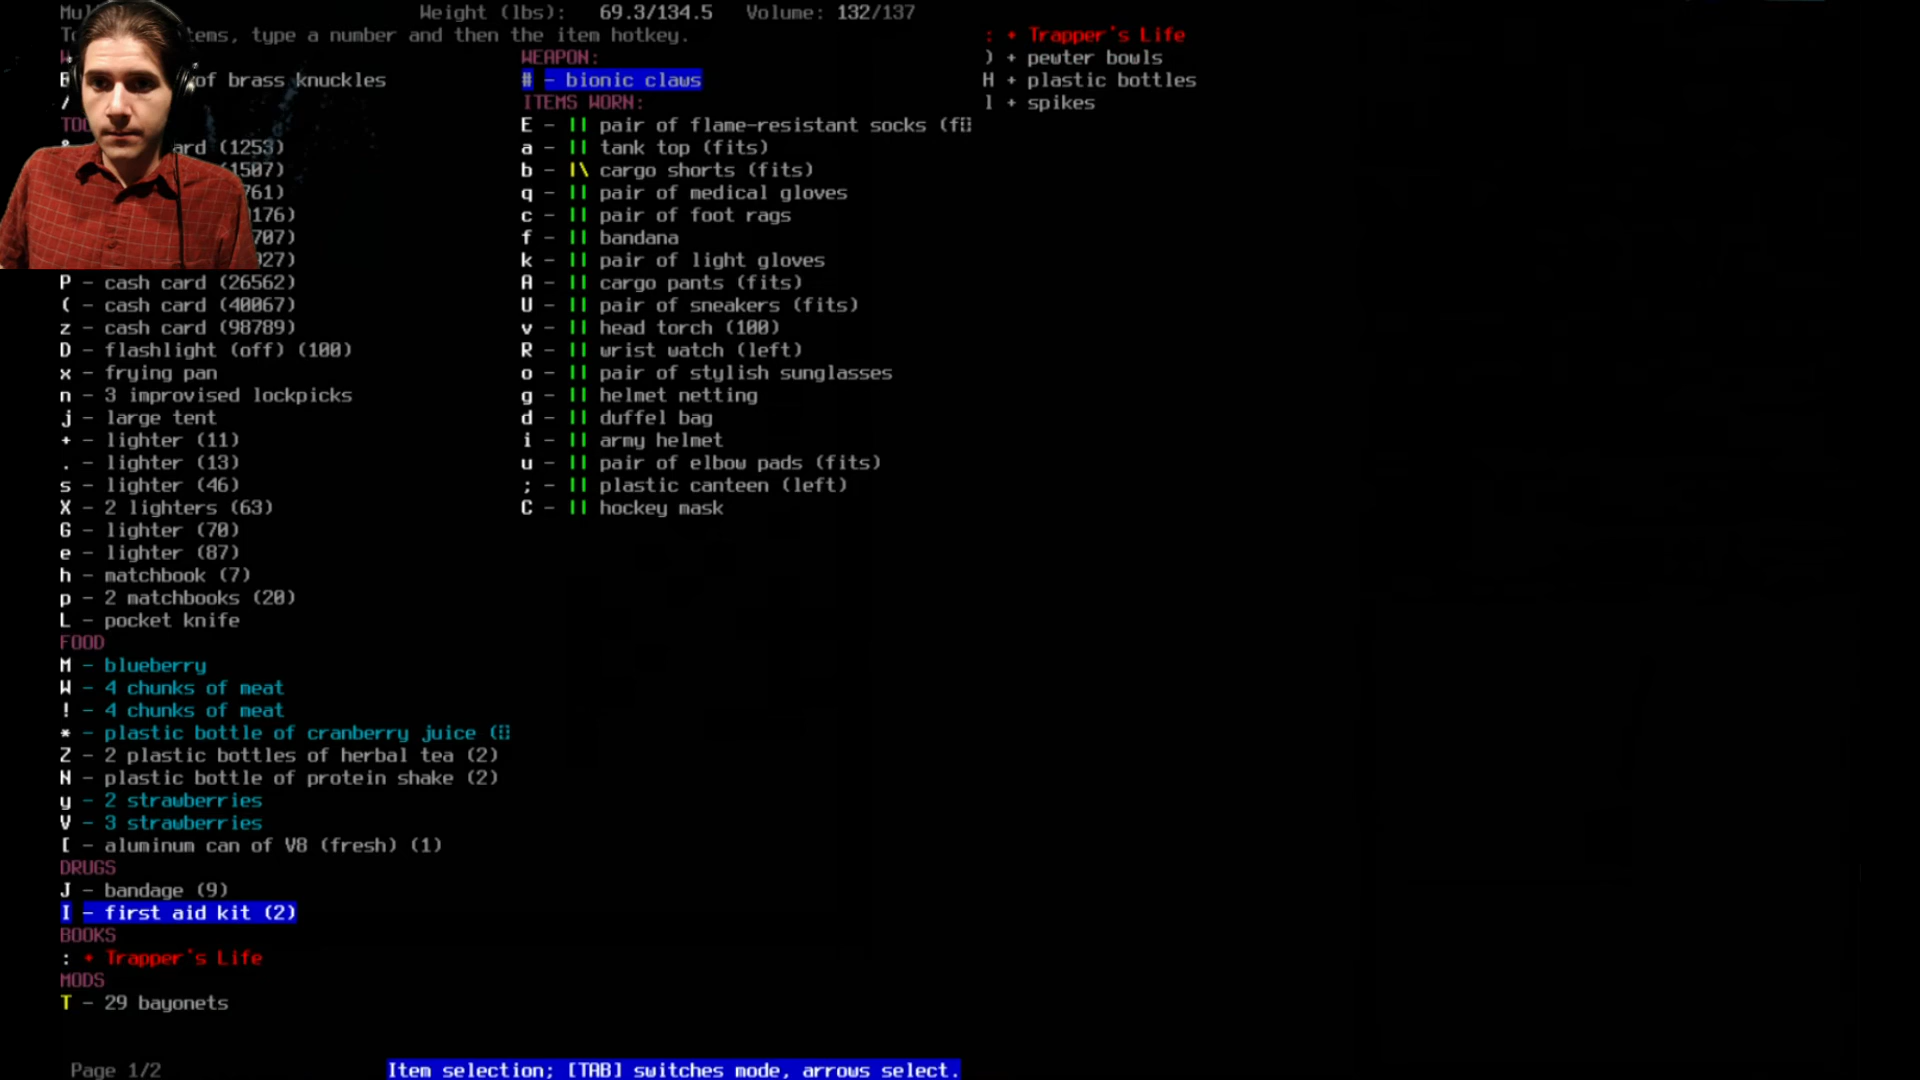 Mul Weight (lbs): 69.3/134.5 Volume: 132/137
To tems, type a number and then the item hotkey.
WEAPON:
of brass knuckles
# - bionic claws
/
ITEMS WORN:
TOO
E - || pair of flame-resistant socks (f
ard (1253)
a - || tank top (fits)
1507)
b - |\ cargo shorts (fits)
761)
q - || pair of medical gloves
176)
c - || pair of foot rags
707)
f - || bandana
027)
k - || pair of light gloves
P - cash card (26562)
A - || cargo pants (fits)
( - cash card (40067)
U - || pair of sneakers (fits)
z - cash card (98789)
v - || head torch (100)
D - flashlight (off) (100)
R - || wrist watch (left)
x - frying pan
o - || pair of stylish sunglasses
n - 3 improvised lockpicks
g - || helmet netting
j - large tent
d - || duffel bag
+ - lighter (11)
i - || army helmet
. - lighter (13)
u - || pair of elbow pads (fits)
s - lighter (46)
; - || plastic canteen (left)
X - 2 lighters (63)
C - || hockey mask
G - lighter (70)
e - lighter (87)
h - matchbook (7)
p - 2 matchbooks (20)
L - pocket knife
FOOD
M - blueberry
W - 4 chunks of meat
! - 4 chunks of meat
* - plastic bottle of cranberry juice (
Z - 2 plastic bottles of herbal tea (2)
N - plastic bottle of protein shake (2)
y - 2 strawberries
V - 3 strawberries
[ - aluminum can of V8 (fresh) (1)
DRUGS
J - bandage (9)
I - first aid kit (2)
BOOKS
: + Trapper's Life
MODS
T - 29 bayonets
: + Trapper's Life
) + pewter bowls
H + plastic bottles
l + spikes
Page 1/2 Item selection; [TAB] switches mode, arrows select.